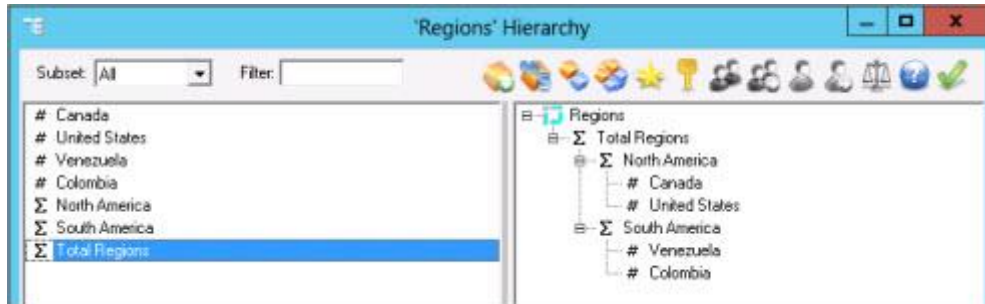 'Regions' Hierarchy
Subset: All Filter:
# Canada
# United States
# Venezuela
# Colombia
Σ North America
Σ South America
Σ Total Regions
Regions
Σ Total Regions
Σ North America
# Canada
# United States
Σ South America
# Venezuela
# Colombia